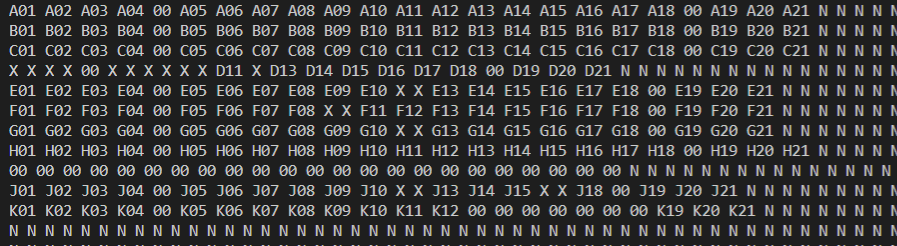 A01 A02 A03 A04 00 A05 A06 A07 A08 A09 A10 A11 A12 A13 A14 A15 A16 A17 A18 00 A19 A20 A21 N N N N N
B01 B02 B03 B04 00 B05 B06 B07 B08 B09 B10 B11 B12 B13 B14 B15 B16 B17 B18 00 B19 B20 B21 N N N N N
C01 C02 C03 C04 00 C05 C06 C07 C08 C09 C10 C11 C12 C13 C14 C15 C16 C17 C18 00 C19 C20 C21 N N N N N
X X X X 00 X X X X X X D11 X D13 D14 D15 D16 D17 D18 00 D19 D20 D21 N N N N N N N N N N N N N N N N
E01 E02 E03 E04 00 E05 E06 E07 E08 E09 E10 X X E13 E14 E15 E16 E17 E18 00 E19 E20 E21 N N N N N N N
F01 F02 F03 F04 00 F05 F06 F07 F08 X X F11 F12 F13 F14 F15 F16 F17 F18 00 F19 F20 F21 N N N N N N N
G01 G02 G03 G04 00 G05 G06 G07 G08 G09 G10 X X G13 G14 G15 G16 G17 G18 00 G19 G20 G21 N N N N N N N
H01 H02 H03 H04 00 H05 H06 H07 H08 H09 H10 H11 H12 H13 H14 H15 H16 H17 H18 00 H19 H20 H21 N N N N N
00 00 00 00 00 00 00 00 00 00 00 00 00 00 00 00 00 00 00 00 00 00 00 N N N N N N N N N N N N N N N
J01 J02 J03 J04 00 J05 J06 J07 J08 J09 J10 X X J13 J14 J15 X X J18 00 J19 J20 J21 N N N N N N N N N
K01 K02 K03 K04 00 K05 K06 K07 K08 K09 K10 K11 K12 00 00 00 00 00 00 00 K19 K20 K21 N N N N N N N N
N N N N N N N N N N N N N N N N N N N N N N N N N N N N N N N N N N N N N N N N N N N N N N N N N N